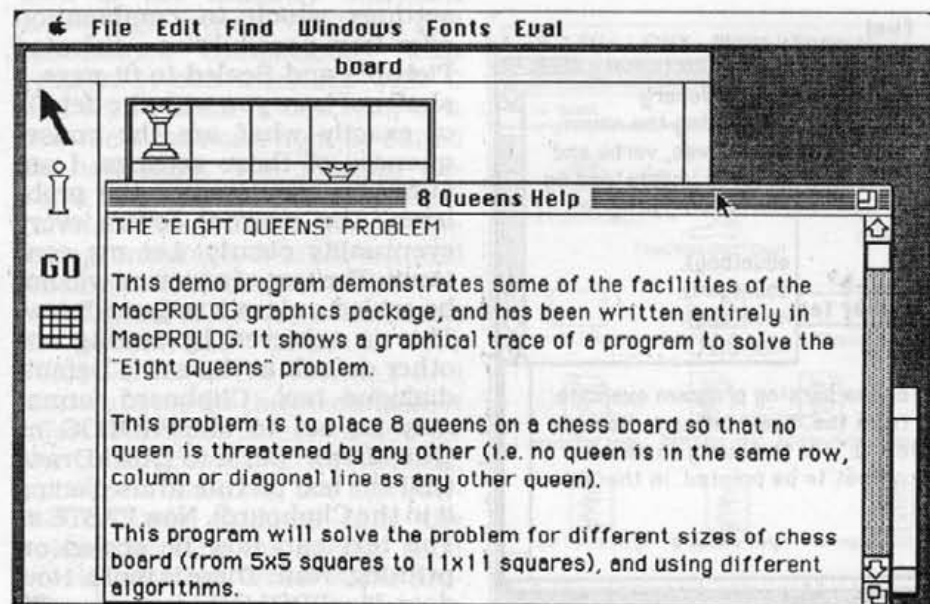 File Edit Find Windows Fonts Eval
board
8 Queens Help
THE "EIGHT QUEENS" PROBLEM
GO
This demo program demonstrates some of the facilities of the
MacPROLOG graphics package, and has been written entirely in
MacPROLOG. It shows a graphical trace of a program to solve the
"Eight Queens" problem.
This problem is to place 8 queens on a chess board so that no
queen is threatened by any other (i.e. no queen is in the same row,
column or diagonal line as any other queen).
This program will solve the problem for different sizes of chess
board (from 5x5 squares to 11x11 squares), and using different
algorithms.